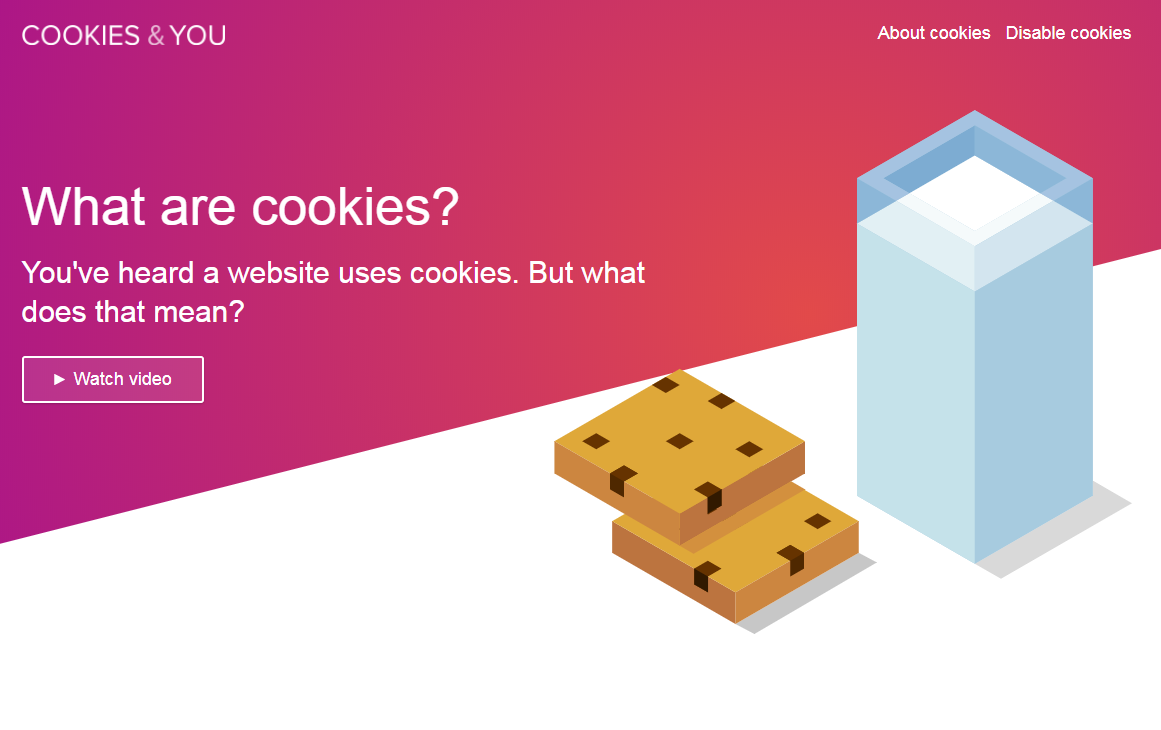 COOKIES & YOU
About cookies Disable cookies
What are cookies?
You've heard a website uses cookies. But what
does that mean?
Watch video